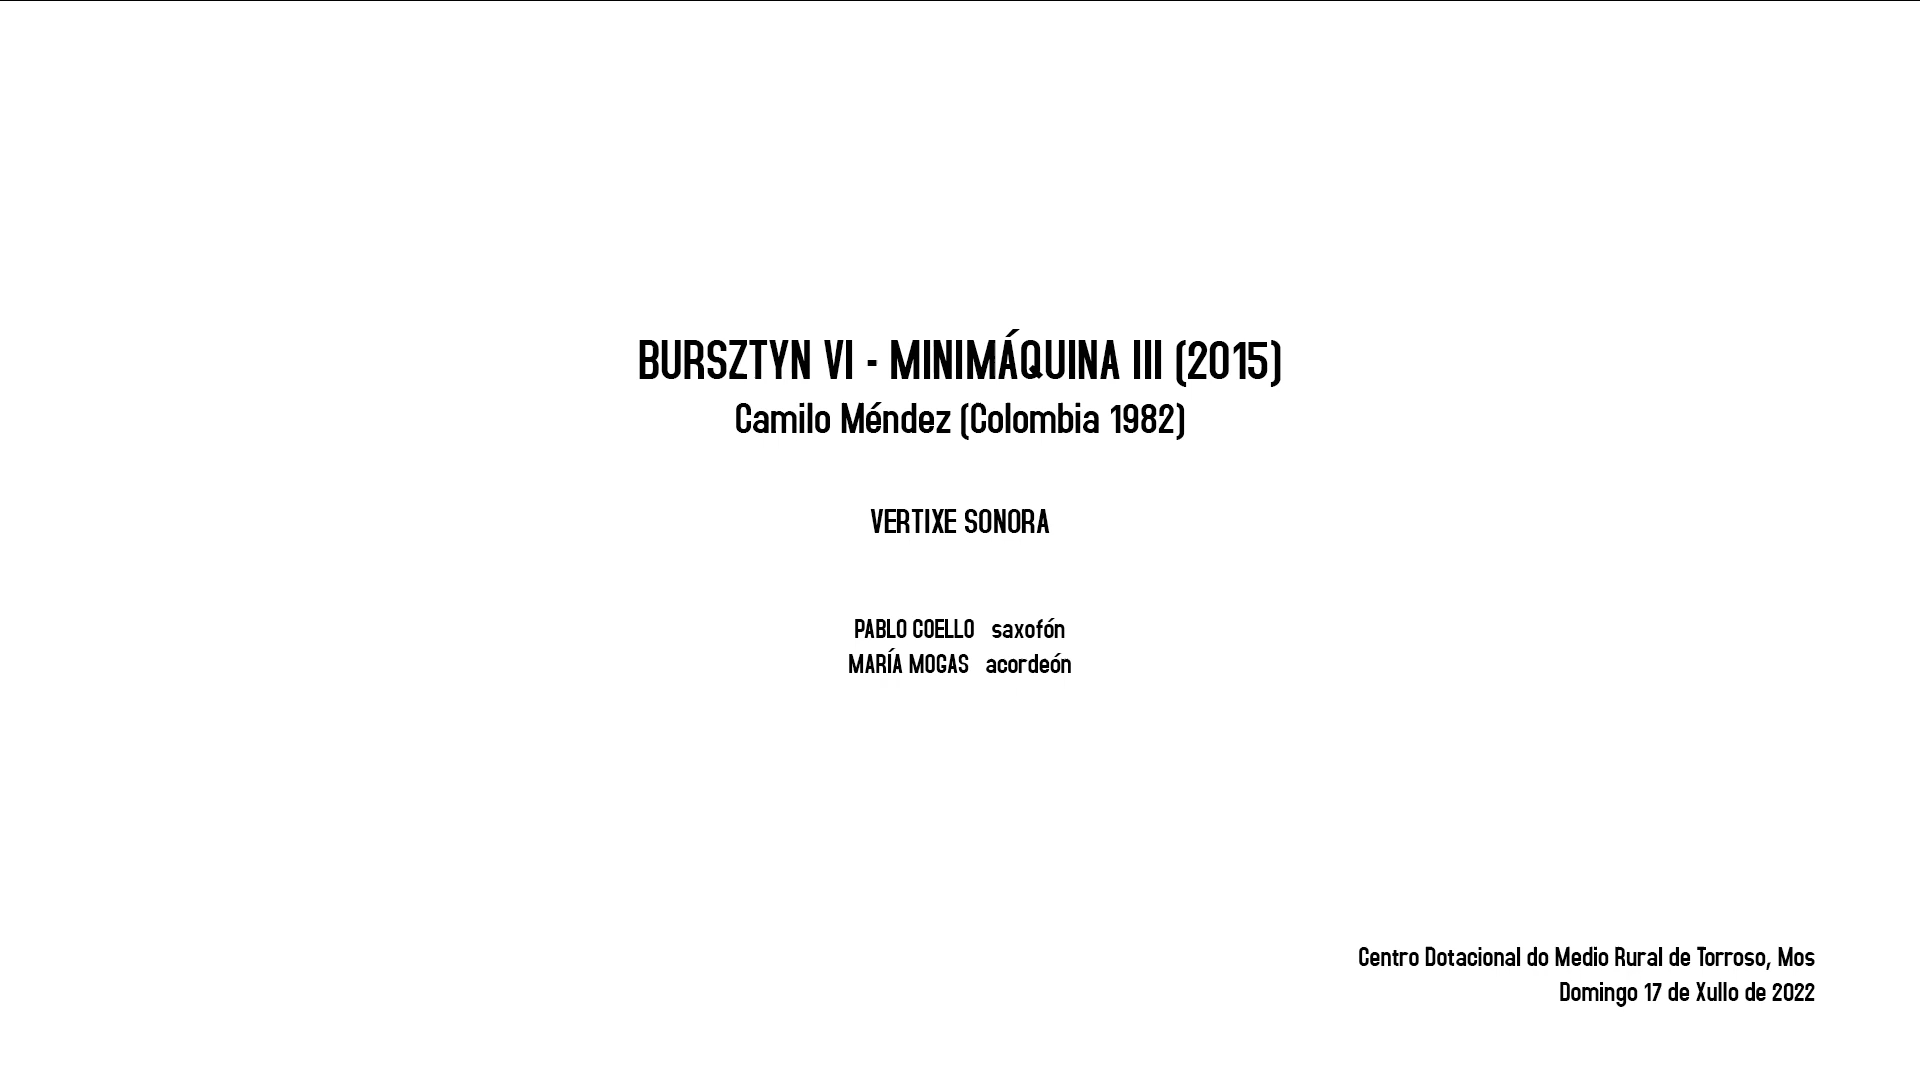 BURSZTYN VI - MINIMÁQUINA III (2015)
Camilo Méndez (Colombia 1982)
VERTIXE SONORA
PABLO COELLO saxofón
MARÍA MOGAS acordeón
Centro Dotacional do Medio Rural de Torroso, Mos
Domingo 17 de Xullo de 2022